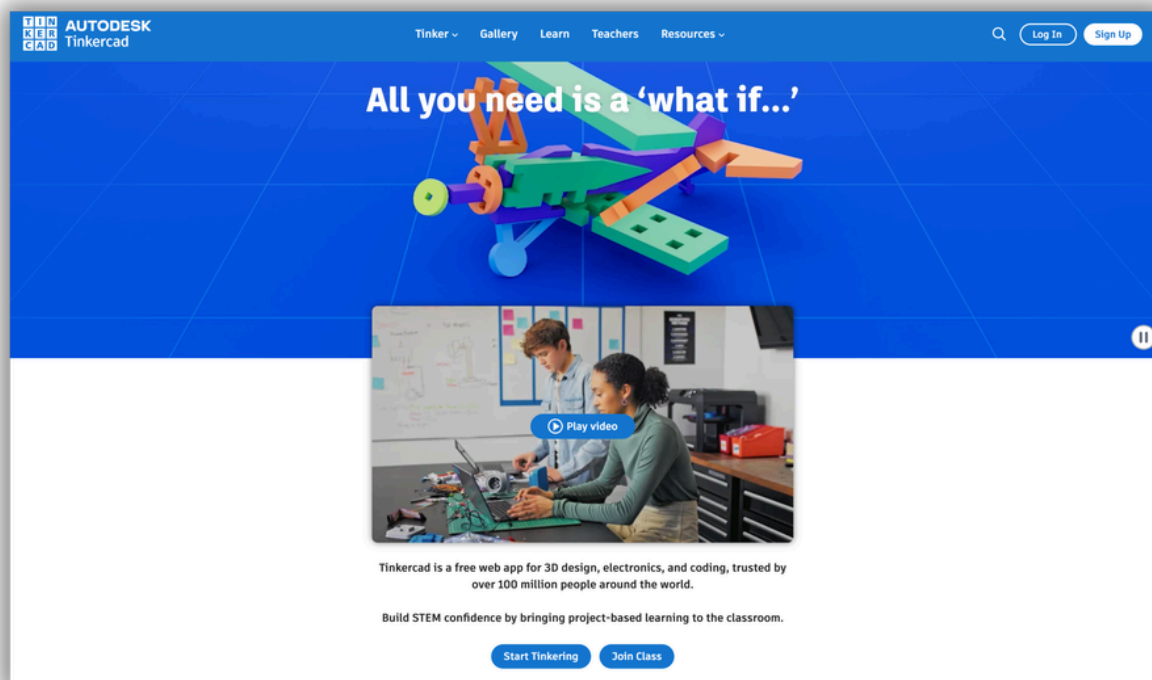 TIN
KER
CAD
AUTODESK
Tinkercad
Tinker
Gallery
Learn
Teachers
Resources
Log In
Sign Up
All you need is a ‘what if...’
Play video
Tinkercad is a free web app for 3D design, electronics, and coding, trusted by
over 100 million people around the world.
Build STEM confidence by bringing project-based learning to the classroom.
Start Tinkering
Join Class